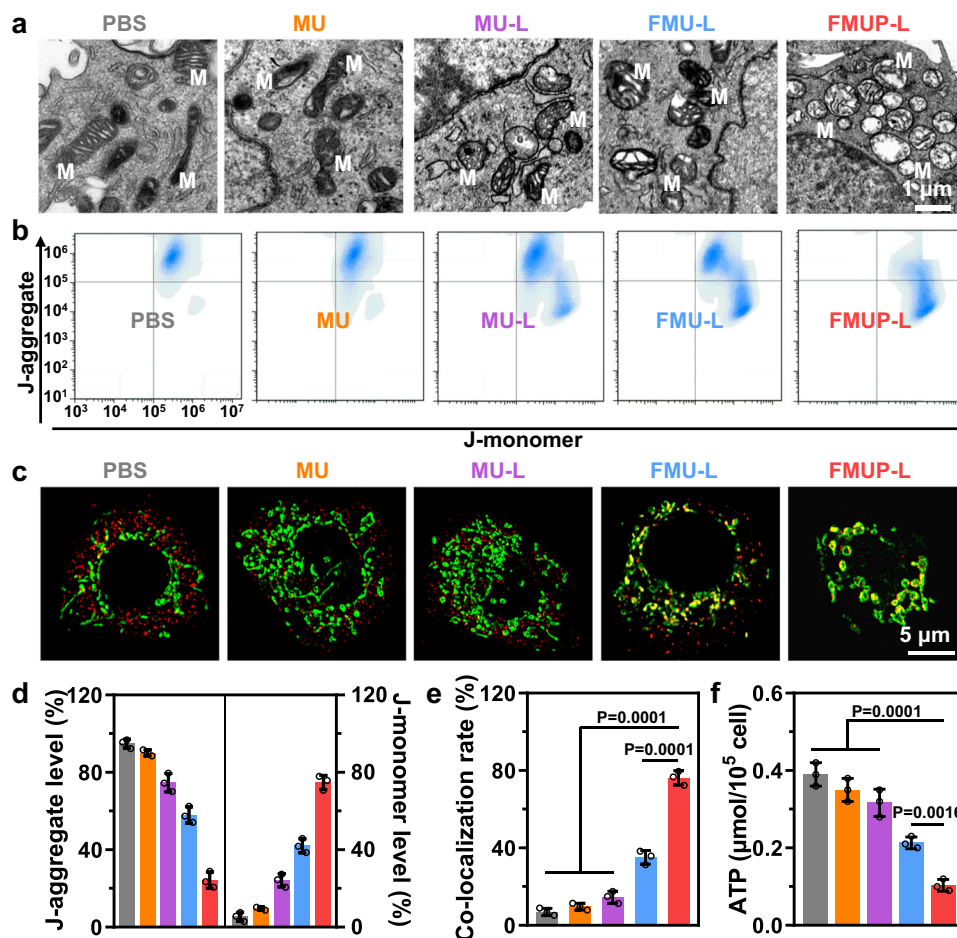 a PBS MU MU-L FMU-L FMUP-L
M M M M M
M M M M M
M M M M
1 µm
b
J-aggregate
10⁶
10⁵
10⁴
10³
10²
10¹
PBS MU MU-L FMU-L FMUP-L
10³ 10⁴ 10⁵ 10⁶ 10⁷
J-monomer
c PBS MU MU-L FMU-L FMUP-L
5 µm
d
J-aggregate level (%)
120
80
40
0
120
80
40
0
J-monomer level (%)
e
Co-localization rate (%)
120
80
40
0
P=0.0001
P=0.0001
f
ATP (µmol/10⁵ cell)
0.6
0.4
0.2
0.0
P=0.0001